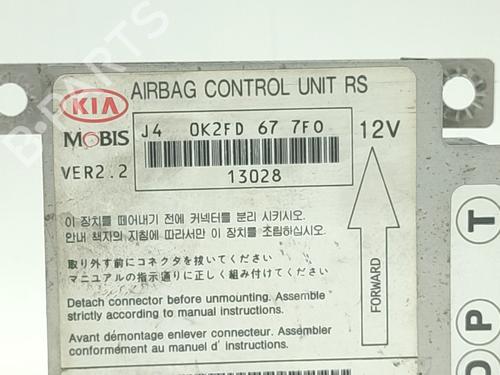 AIRBAG CONTROL UNIT RS
KIA
MOBIS
J4 0K2FD 67 7F0
12V
VER2.2
13028
이 장치를 떼어내기 전에 커넥터를 분리 시키시오.
안내 책자의 지침에 따라서만 이 장치를 조립하십시오.
取り外す前にコネクタを抜いてください
マニュアルの指示通りに正しく組み付けてください
Detach connector before unmounting. Assemble
strictly according to manual instructions.
Avant démontage enlever connecteur. Assembler
conformément au manuel d' instructions.
FORWARD
T
P
B.PARTS